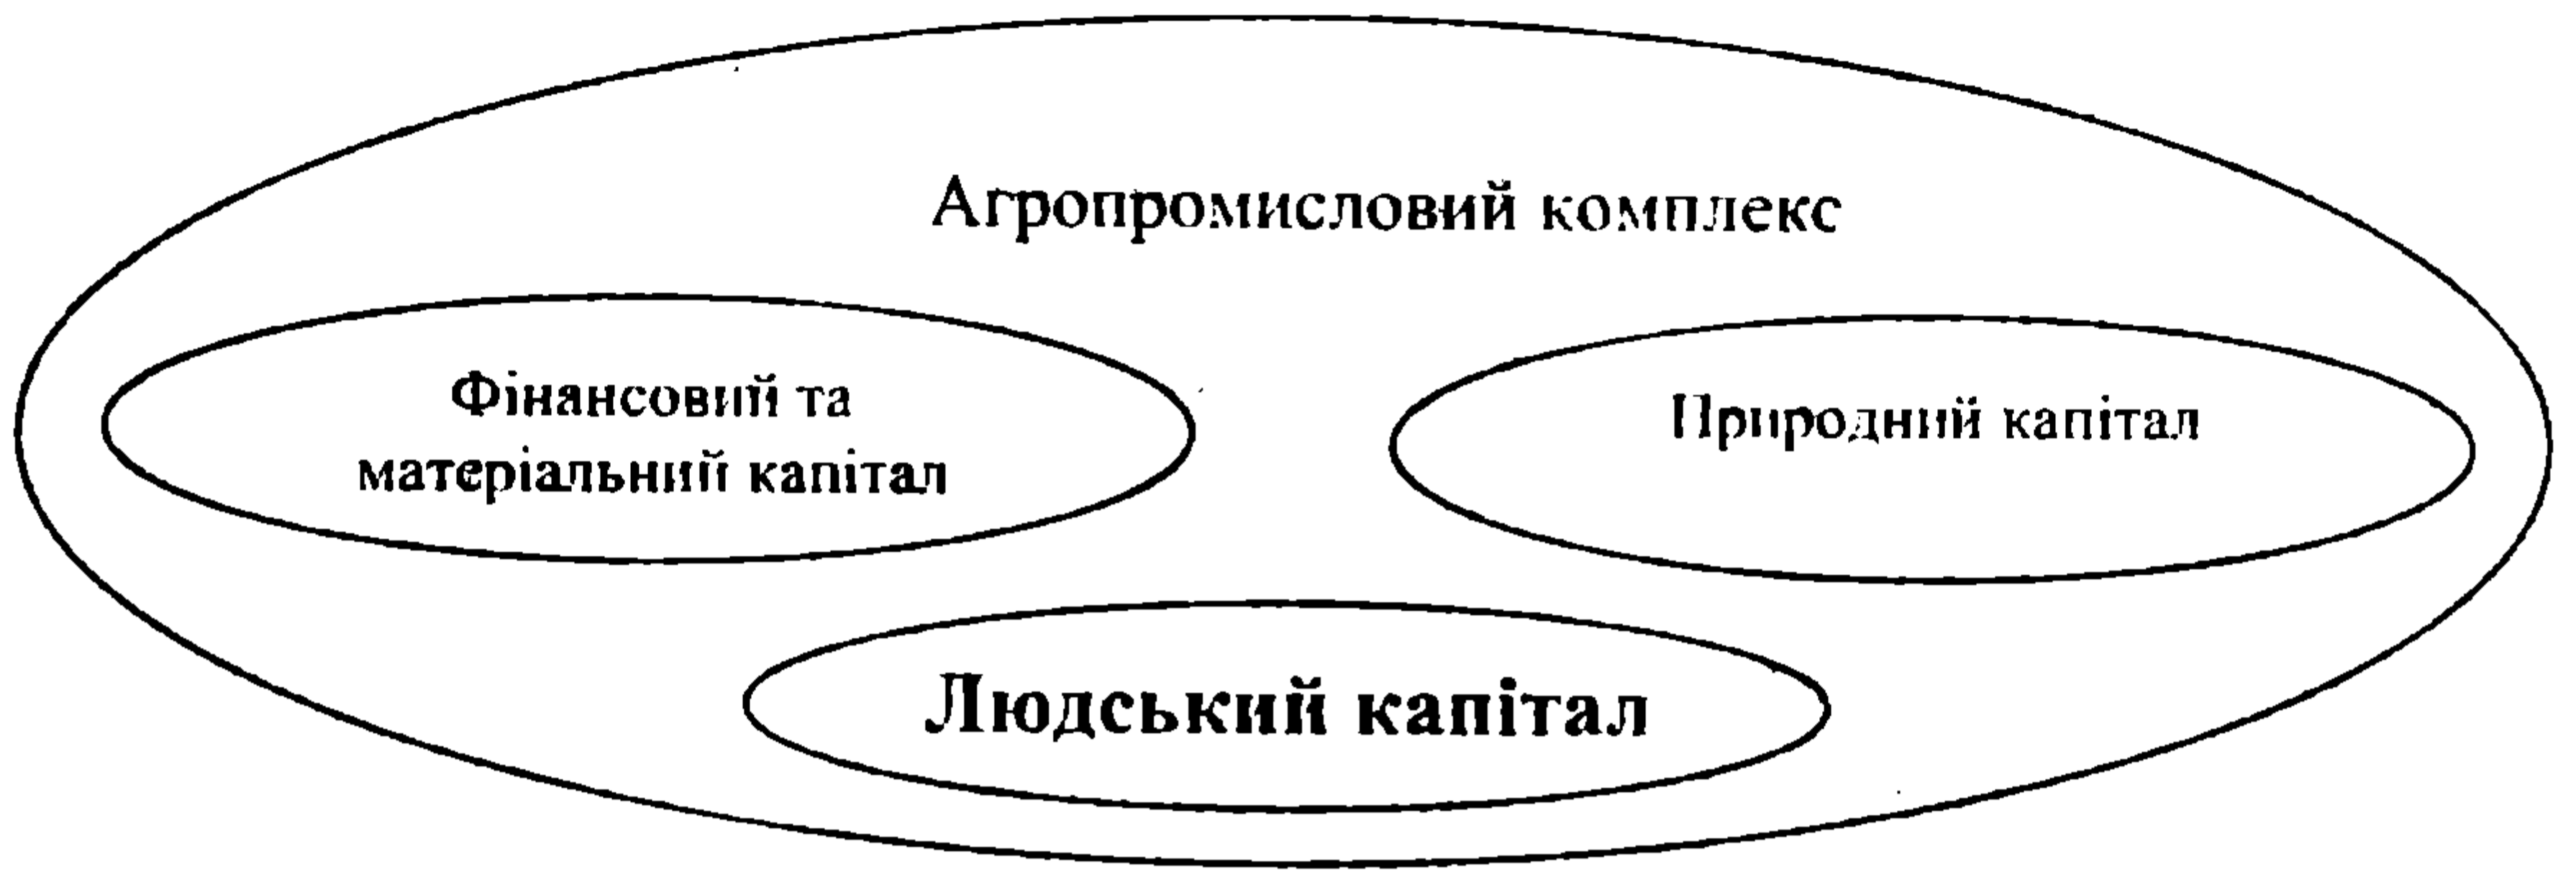 Агропромисловий комплекс
Фінансовий та
матеріальний капітал
Природний капітал
Людський капітал